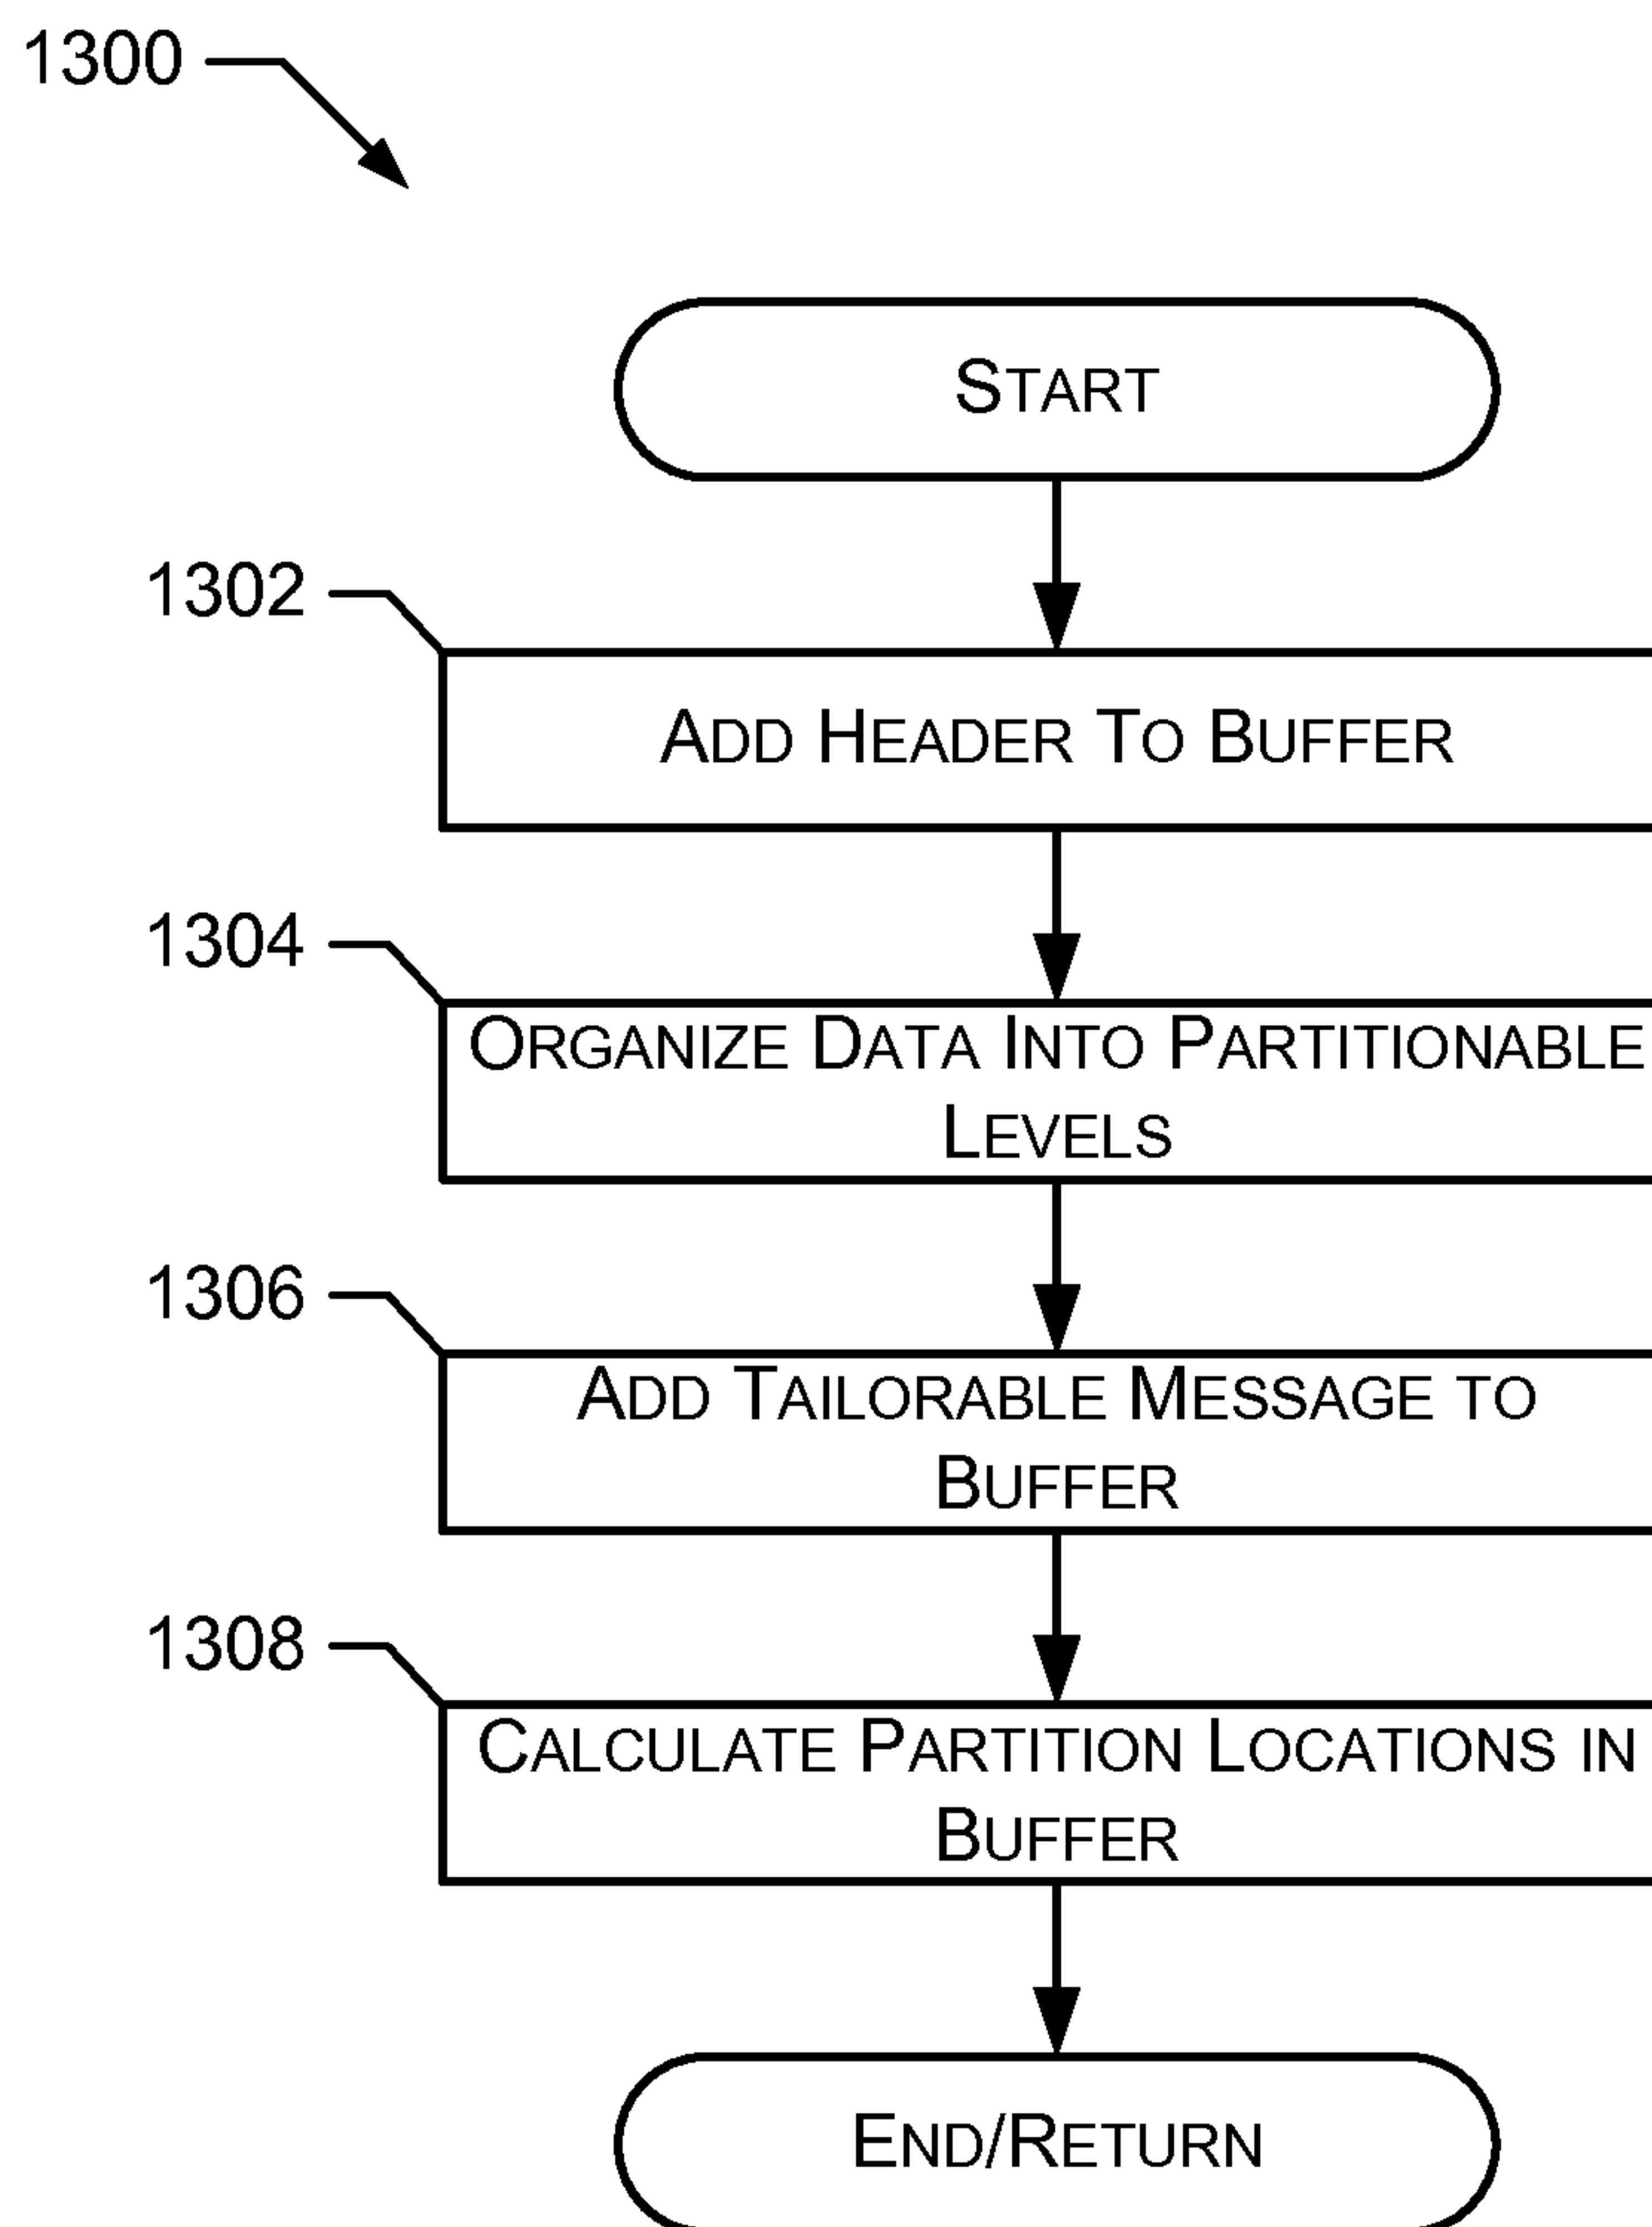 1300
START
1302
ADD HEADER TO BUFFER
1304
ORGANIZE DATA INTO PARTITIONABLE
LEVELS
1306
ADD TAILORABLE MESSAGE TO
BUFFER
1308
CALCULATE PARTITION LOCATIONS IN
BUFFER
END/RETURN